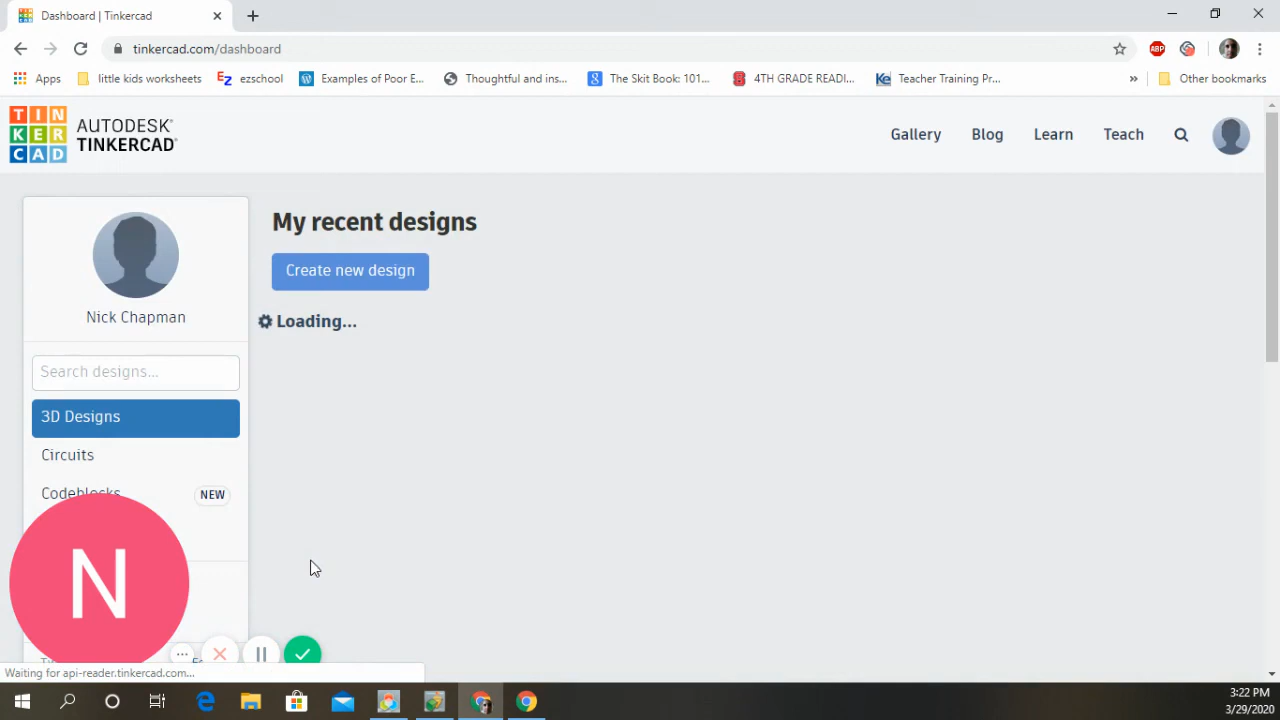 Dashboard | Tinkercad
tinkercad.com/dashboard
ABP
Apps little kids worksheets EZ ezschool Examples of Poor E... Thoughtful and ins... The Skit Book: 101... 4TH GRADE READI... Ke Teacher Training Pr... » Other bookmarks
TIN
KER
CAD
AUTODESK®
TINKERCAD®
Gallery Blog Learn Teach
My recent designs
Create new design
Loading...
Nick Chapman
Search designs...
3D Designs
Circuits
Codeblocks NEW
N
Waiting for api-reader.tinkercad.com...
3:22 PM
3/29/2020